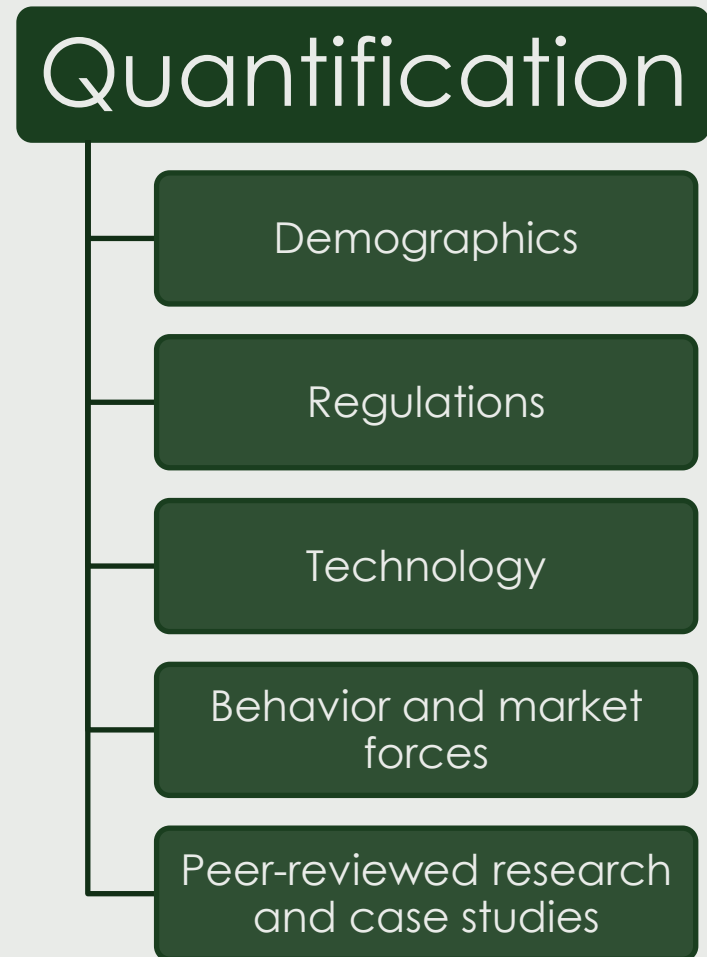 Quantification
Demographics
Regulations
Technology
Behavior and market
forces
Peer-reviewed research
and case studies